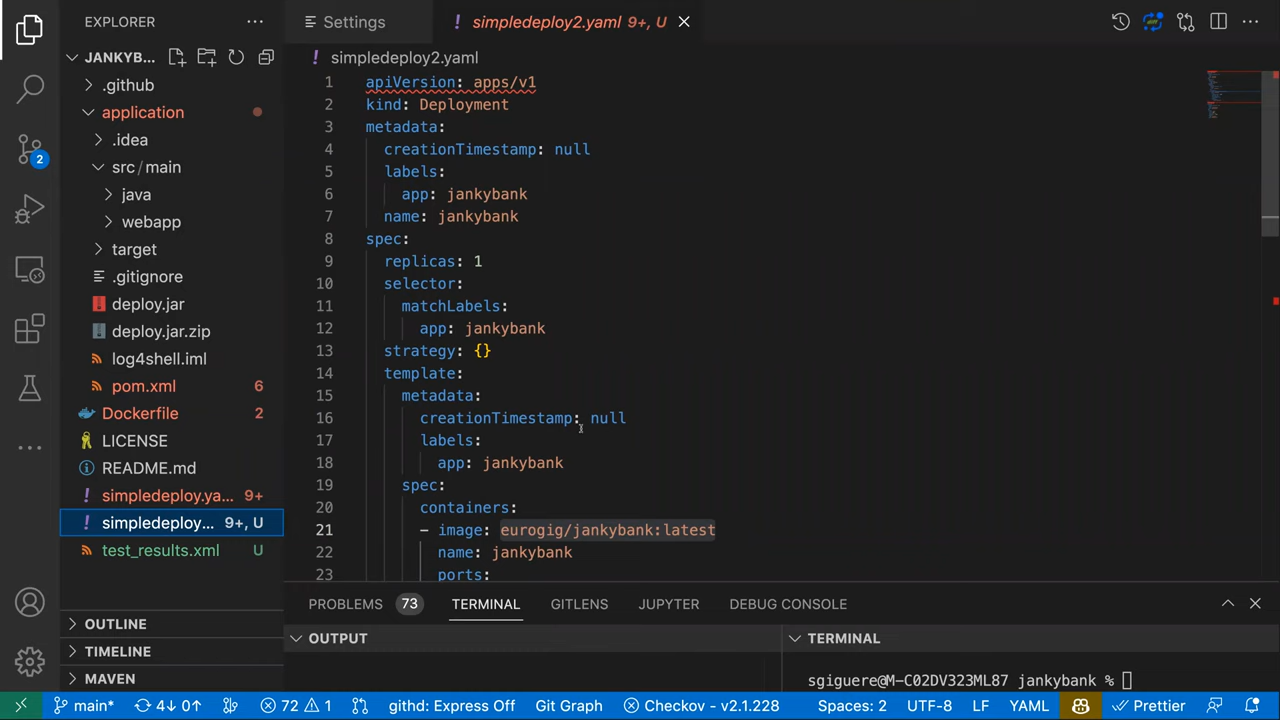 EXPLORER
Settings
simpledeploy2.yaml 9+, U
JANKYB...
simpledeploy2.yaml
.github
application
.idea
src/main
java
webapp
target
.gitignore
deploy.jar
deploy.jar.zip
log4shell.iml
pom.xml 6
Dockerfile 2
LICENSE
README.md
simpledeploy.ya... 9+
simpledeploy... 9+, U
test_results.xml U
OUTLINE
TIMELINE
MAVEN
2
1 apiVersion: apps/v1
2 kind: Deployment
3 metadata:
4 creationTimestamp: null
5 labels:
6 app: jankybank
7 name: jankybank
8 spec:
9 replicas: 1
10 selector:
11 matchLabels:
12 app: jankybank
13 strategy: {}
14 template:
15 metadata:
16 creationTimestamp: null
17 labels:
18 app: jankybank
19 spec:
20 containers:
21 - image: eurogig/jankybank:latest
22 name: jankybank
23 ports:
PROBLEMS 73 TERMINAL GITLENS JUPYTER DEBUG CONSOLE
OUTPUT
TERMINAL
sgiguere@M-C02DV323ML87 jankybank %
main* 4↓ 0↑ 72 1 githd: Express Off Git Graph Checkov - v2.1.228 Spaces: 2 UTF-8 LF YAML Prettier